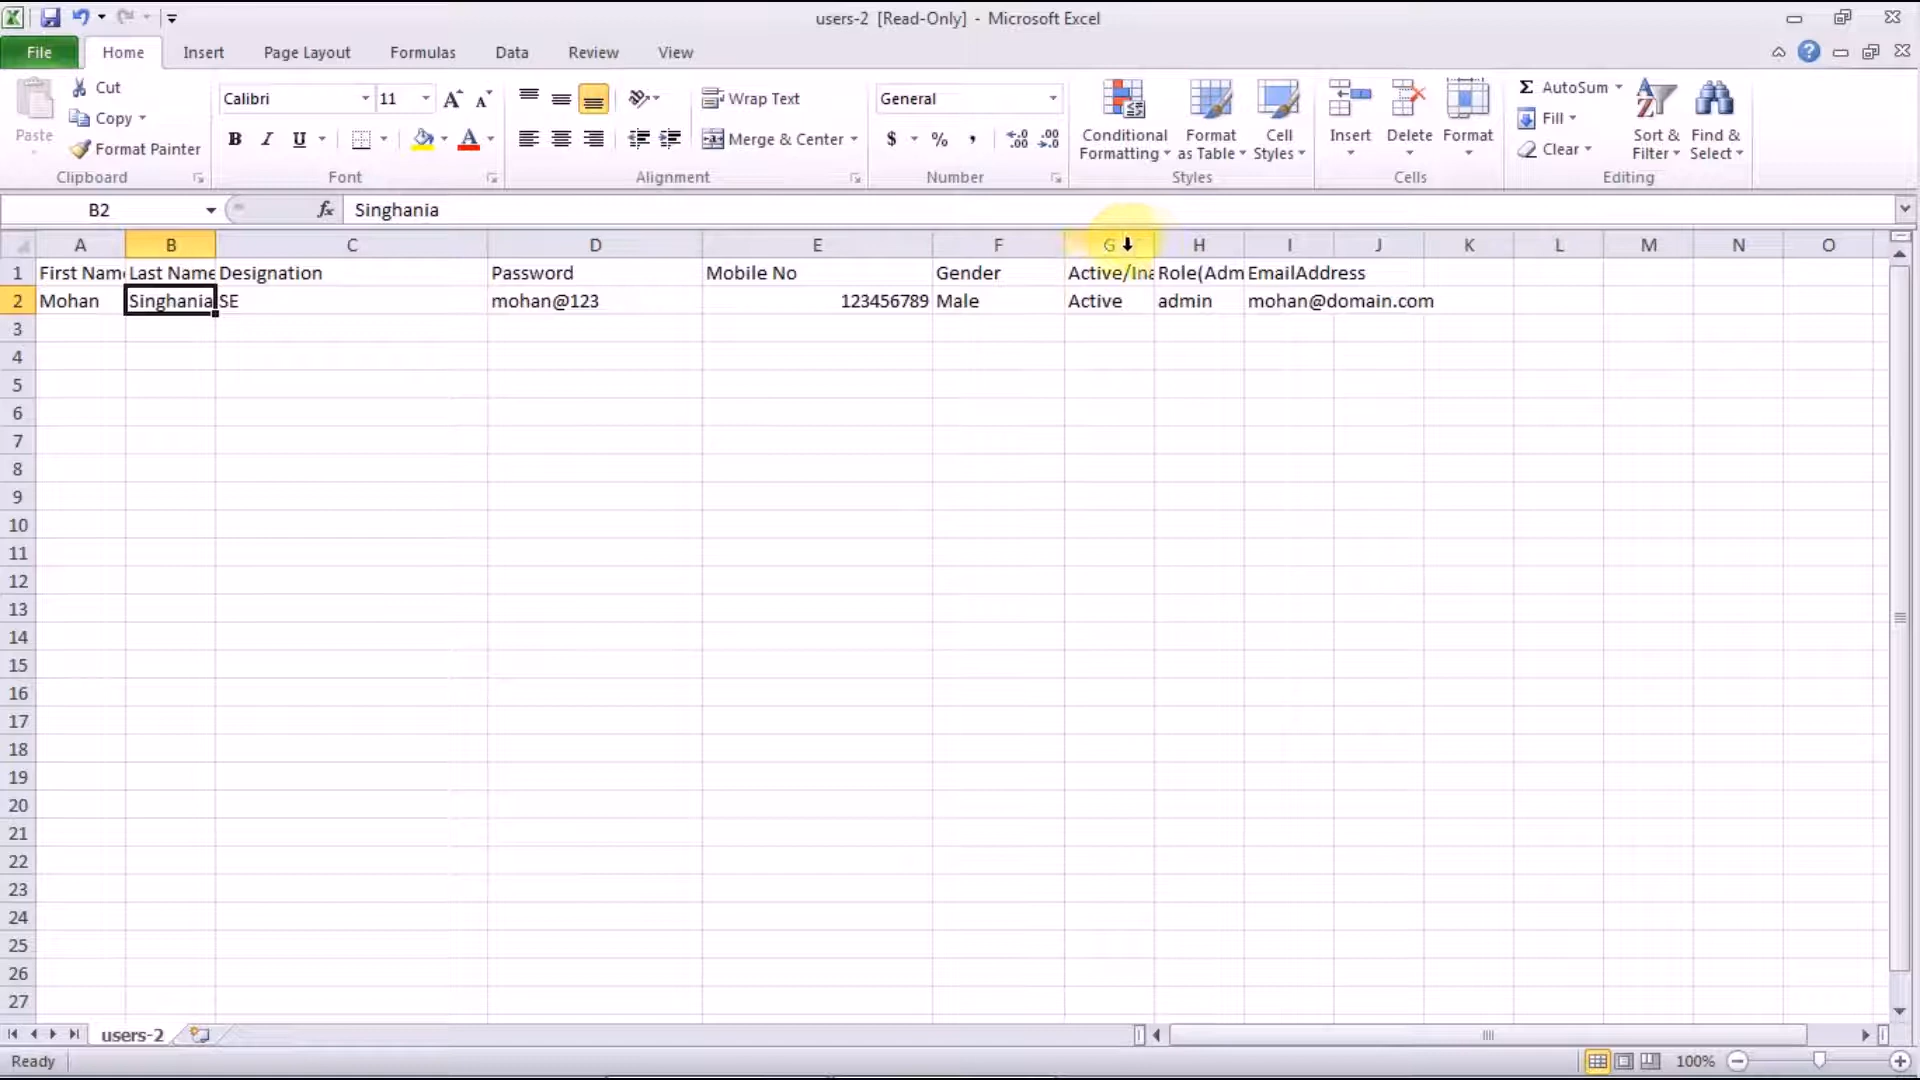 users-2 [Read-Only] - Microsoft Excel
File Home Insert Page Layout Formulas Data Review View
Paste
Cut
Copy
Format Painter
Clipboard
Calibri 11
B I U
Font
Wrap Text
Merge & Center
Alignment
General
$ % ,
Number
Conditional Formatting
Format as Table
Cell Styles
Styles
Insert Delete Format
Cells
Σ AutoSum
Fill
Clear
Sort & Filter
Find & Select
Editing
B2 fx Singhania
A B C D E F G H I J K L M N O
1 First Nam Last Name Designation Password Mobile No Gender Active/Ina Role(Adm EmailAddress
2 Mohan Singhania SE mohan@123 123456789 Male Active admin mohan@domain.com
3
4
5
6
7
8
9
10
11
12
13
14
15
16
17
18
19
20
21
22
23
24
25
26
27
users-2
Ready 100%